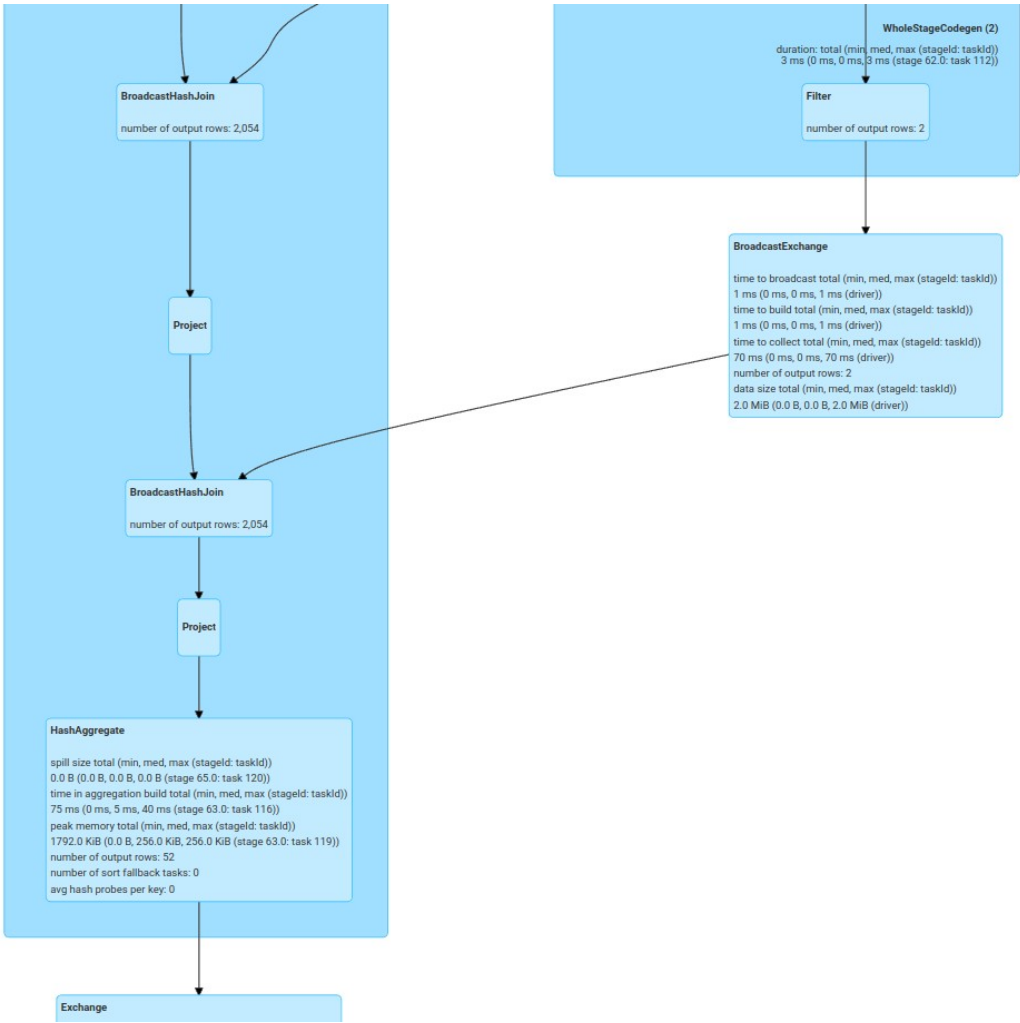 WholeStageCodegen (2)
duration: total (min, med, max (stageId: taskId))
3 ms (0 ms, 0 ms, 3 ms (stage 62.0: task 112))
BroadcastHashJoin
number of output rows: 2,054
Filter
number of output rows: 2
BroadcastExchange
time to broadcast total (min, med, max (stageId: taskId))
1 ms (0 ms, 0 ms, 1 ms (driver))
time to build total (min, med, max (stageId: taskId))
1 ms (0 ms, 0 ms, 1 ms (driver))
time to collect total (min, med, max (stageId: taskId))
70 ms (0 ms, 0 ms, 70 ms (driver))
number of output rows: 2
data size total (min, med, max (stageId: taskId))
2.0 MiB (0.0 B, 0.0 B, 2.0 MiB (driver))
Project
BroadcastHashJoin
number of output rows: 2,054
Project
HashAggregate
spill size total (min, med, max (stageId: taskId))
0.0 B (0.0 B, 0.0 B, 0.0 B (stage 65.0: task 120))
time in aggregation build total (min, med, max (stageId: taskId))
75 ms (0 ms, 5 ms, 40 ms (stage 63.0: task 116))
peak memory total (min, med, max (stageId: taskId))
1792.0 KiB (0.0 B, 256.0 KiB, 256.0 KiB (stage 63.0: task 119))
number of output rows: 52
number of sort fallback tasks: 0
avg hash probes per key: 0
Exchange